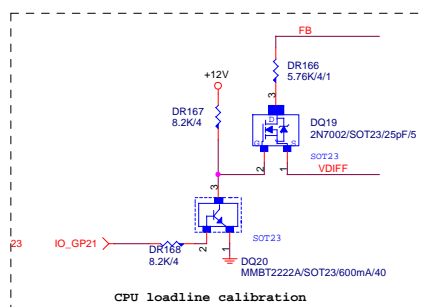 FB
DR166
5.76K/4/1
+12V
3
DR167
8.2K/4
DQ19
2N7002/SOT23/25pF/5
D
G
S
SOT23
2
1
VDIFF
3
23
IO_GP21
DR168
8.2K/4
2
1
SOT23
DQ20
MMBT2222A/SOT23/600mA/40
CPU loadline calibration